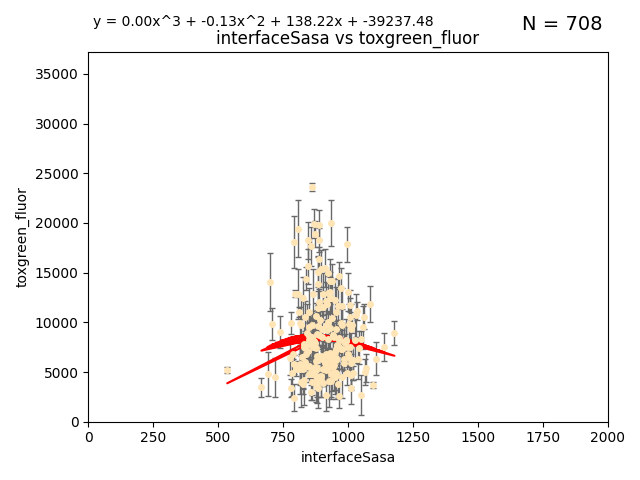 y = 0.00x^3 + -0.13x^2 + 138.22x + -39237.48
N = 708
interfaceSasa vs toxgreen_fluor
35000
30000
25000
20000
15000
10000
5000
0
toxgreen_fluor
0 250 500 750 1000 1250 1500 1750 2000
interfaceSasa